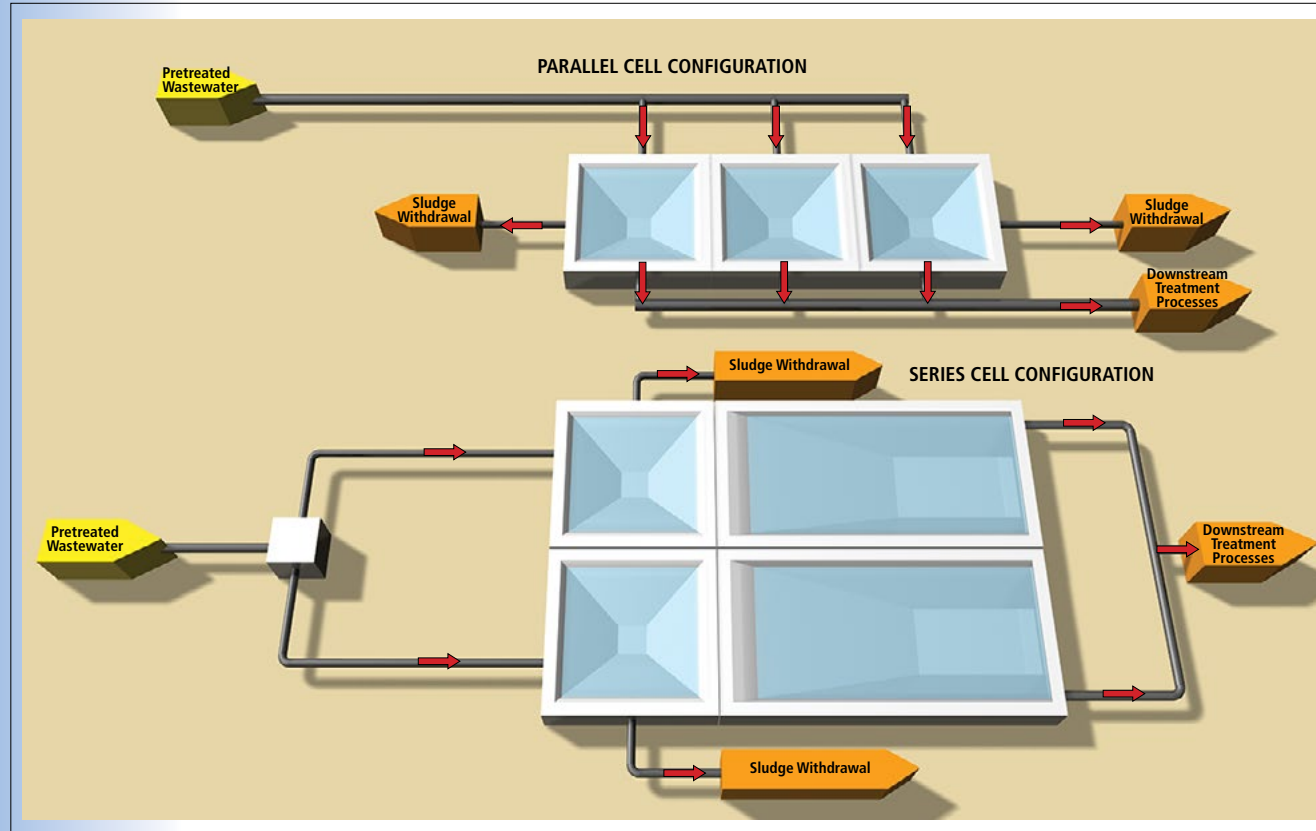 PARALLEL CELL CONFIGURATION
Pretreated
Wastewater
Sludge
Withdrawal
Sludge
Withdrawal
Downstream
Treatment
Processes
Sludge Withdrawal
SERIES CELL CONFIGURATION
Pretreated
Wastewater
Downstream
Treatment
Processes
Sludge Withdrawal